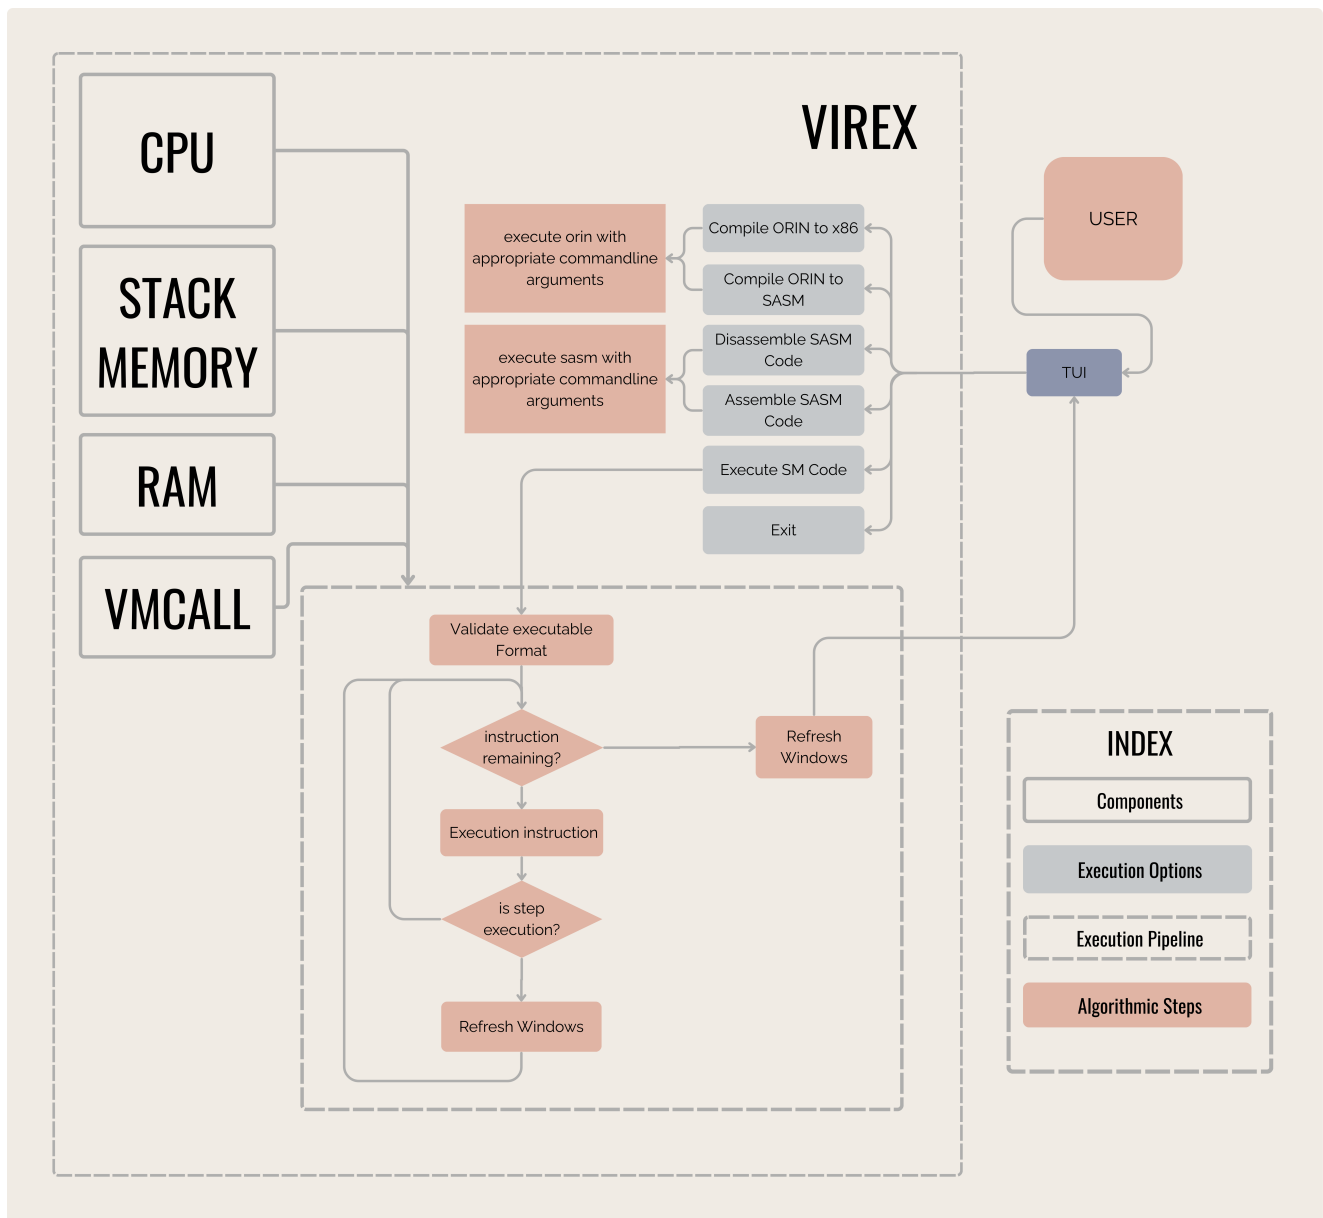 VIREX
CPU
STACK
MEMORY
RAM
VMCALL
execute orin with
appropriate commandline
arguments
execute sasm with
appropriate commandline
arguments
Compile ORIN to x86
Compile ORIN to
SASM
Disassemble SASM
Code
Assemble SASM
Code
Execute SM Code
Exit
USER
TUI
Validate executable
Format
instruction
remaining?
Execution instruction
is step
execution?
Refresh Windows
Refresh
Windows
INDEX
Components
Execution Options
Execution Pipeline
Algorithmic Steps